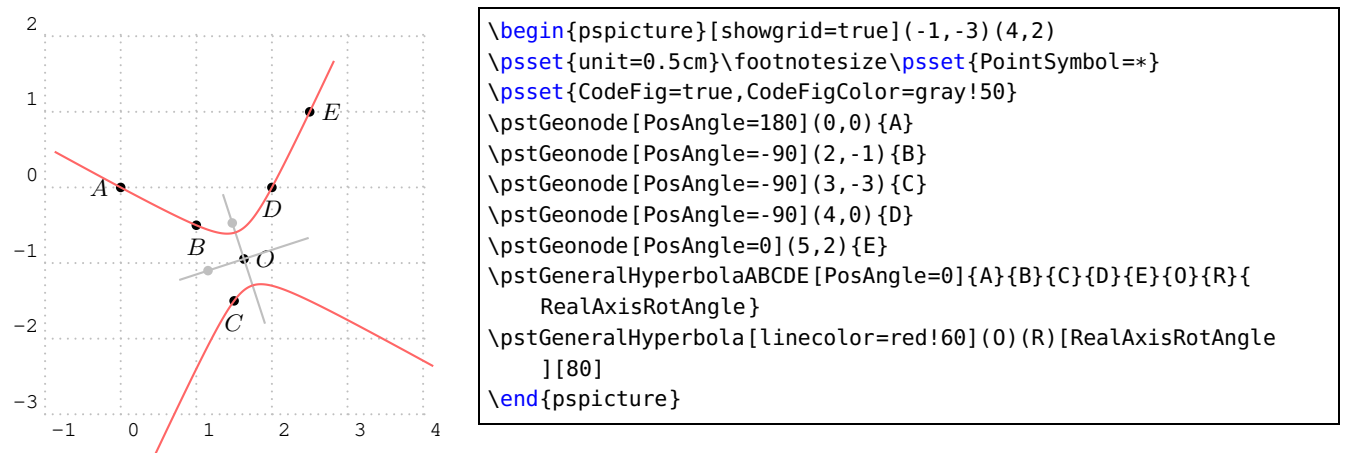 2
1
0
−1
−2
−3
−1 0 1 2 3 4
A
B
C
D
E
O
\begin{pspicture}[showgrid=true](-1,-3)(4,2)
\psset{unit=0.5cm}\footnotesize\psset{PointSymbol=*}
\psset{CodeFig=true,CodeFigColor=gray!50}
\pstGeonode[PosAngle=180](0,0){A}
\pstGeonode[PosAngle=-90](2,-1){B}
\pstGeonode[PosAngle=-90](3,-3){C}
\pstGeonode[PosAngle=-90](4,0){D}
\pstGeonode[PosAngle=0](5,2){E}
\pstGeneralHyperbolaABCDE[PosAngle=0]{A}{B}{C}{D}{E}{O}{R}{
RealAxisRotAngle}
\pstGeneralHyperbola[linecolor=red!60](O)(R)[RealAxisRotAngle
][80]
\end{pspicture}